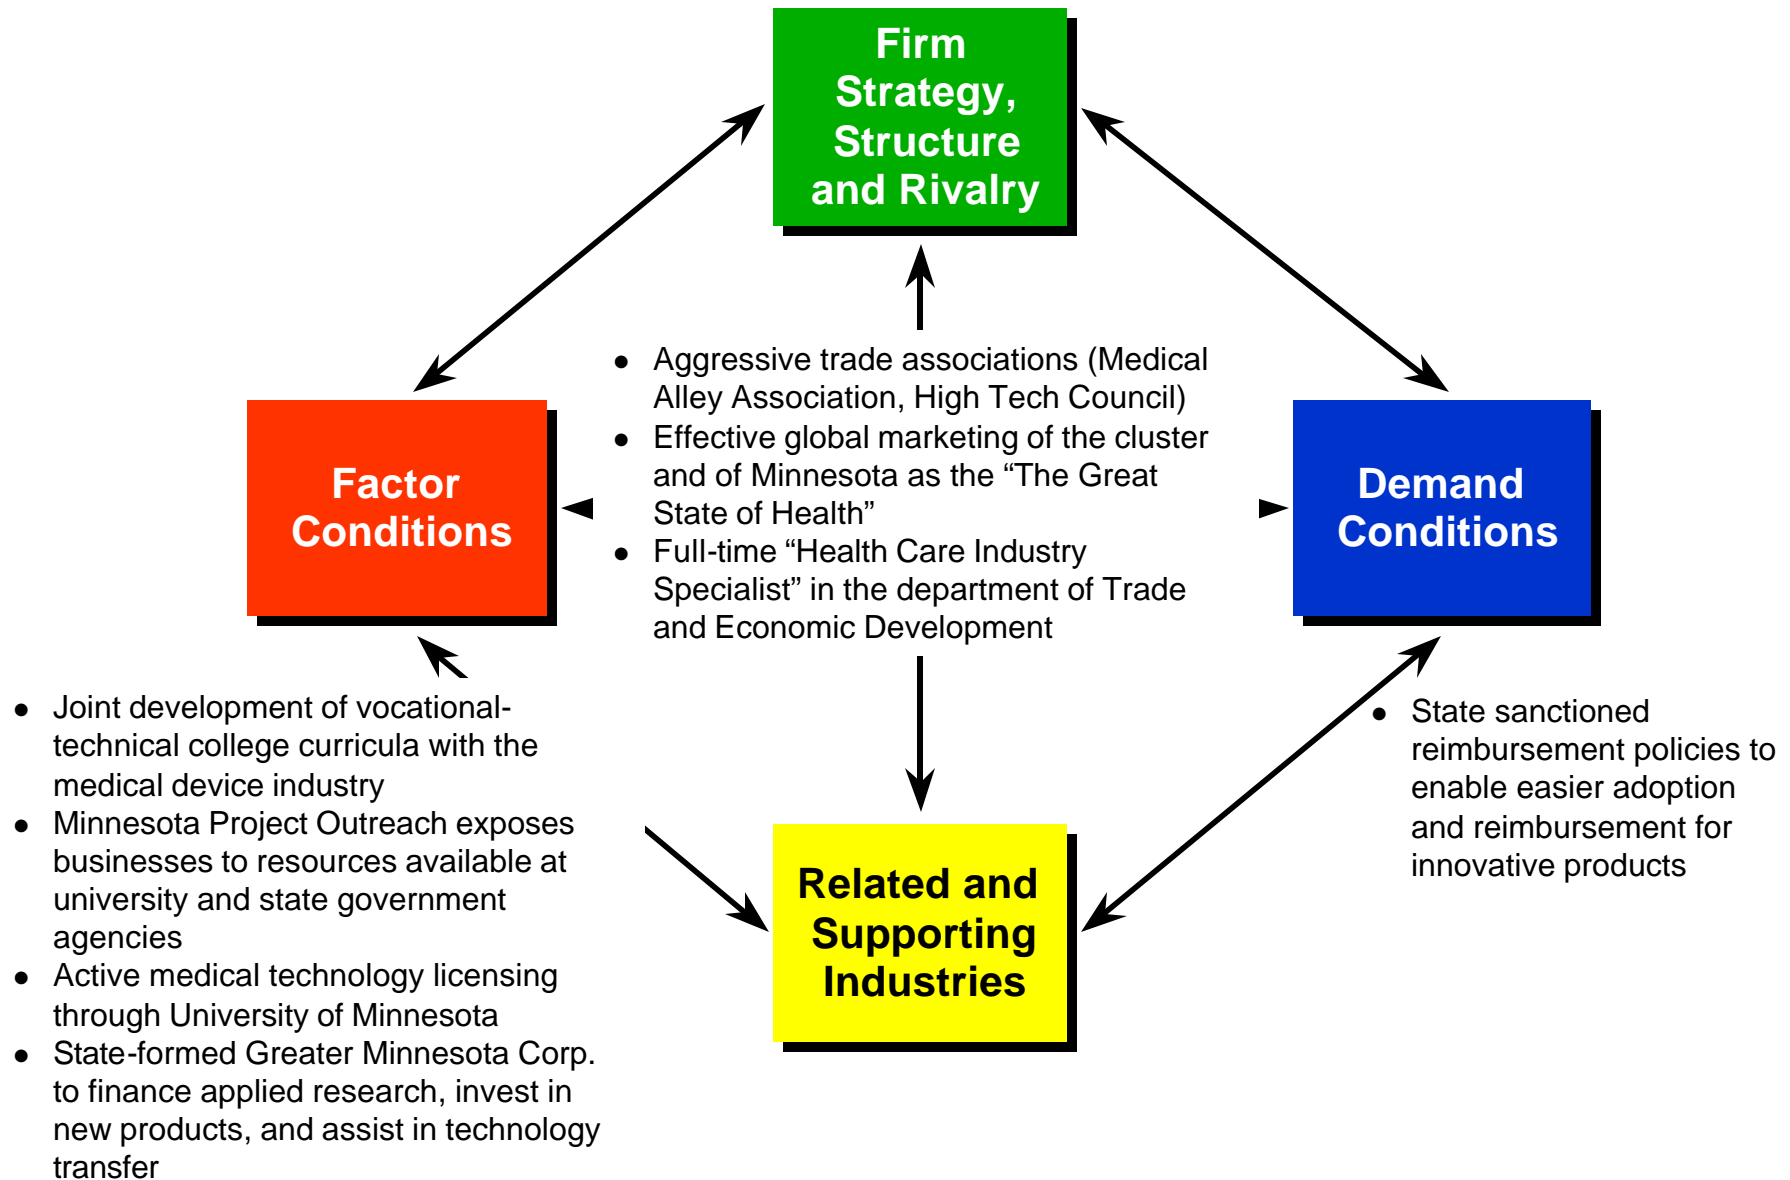 Firm
Strategy,
Structure
and Rivalry
● Aggressive trade associations (Medical
Alley Association, High Tech Council)
● Effective global marketing of the cluster
and of Minnesota as the “The Great
State of Health”
● Full-time “Health Care Industry
Specialist” in the department of Trade
and Economic Development
Factor
Conditions
Demand
Conditions
● Joint development of vocational-
technical college curricula with the
medical device industry
● Minnesota Project Outreach exposes
businesses to resources available at
university and state government
agencies
● Active medical technology licensing
through University of Minnesota
● State-formed Greater Minnesota Corp.
to finance applied research, invest in
new products, and assist in technology
transfer
Related and
Supporting
Industries
● State sanctioned
reimbursement policies to
enable easier adoption
and reimbursement for
innovative products